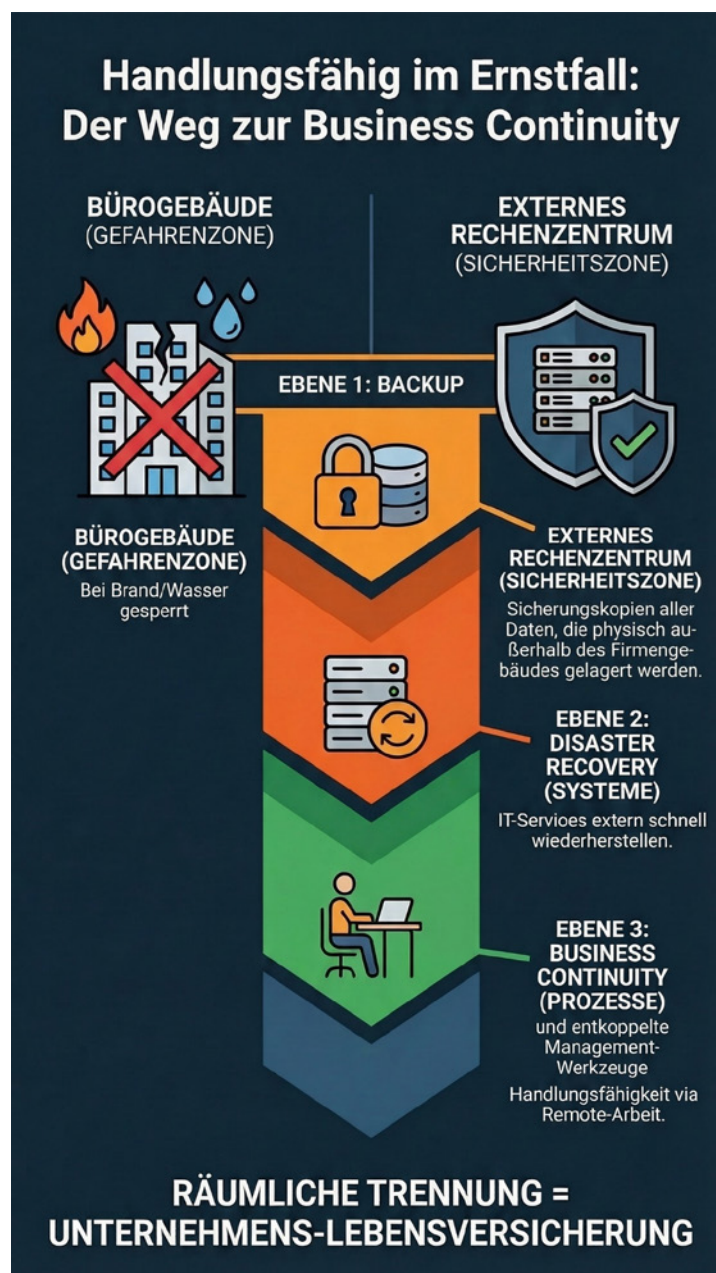 Handlungsfähig im Ernstfall:
Der Weg zur Business Continuity
BÜROGEBÄUDE
(GEFAHRENZONE)
EXTERNES
RECHENZENTRUM
(SICHERHEITSZONE)
EBENE 1: BACKUP
BÜROGEBÄUDE
(GEFAHRENZONE)
Bei Brand/Wasser
gesperrt
EXTERNES
RECHENZENTRUM
(SICHERHEITSZONE)
Sicherungskopien aller
Daten, die physisch au-
ßerhalb des Firmenge-
bäudes gelagert werden.
EBENE 2:
DISASTER
RECOVERY
(SYSTEME)
IT-Services extern schnell
wiederherstellen.
EBENE 3:
BUSINESS
CONTINUITY
(PROZESSE)
und entkoppelte
Management-
Werkzeuge
Handlungsfähigkeit via
Remote-Arbeit.
RÄUMLICHE TRENNUNG =
UNTERNEHMENS-LEBENSVERSICHERUNG